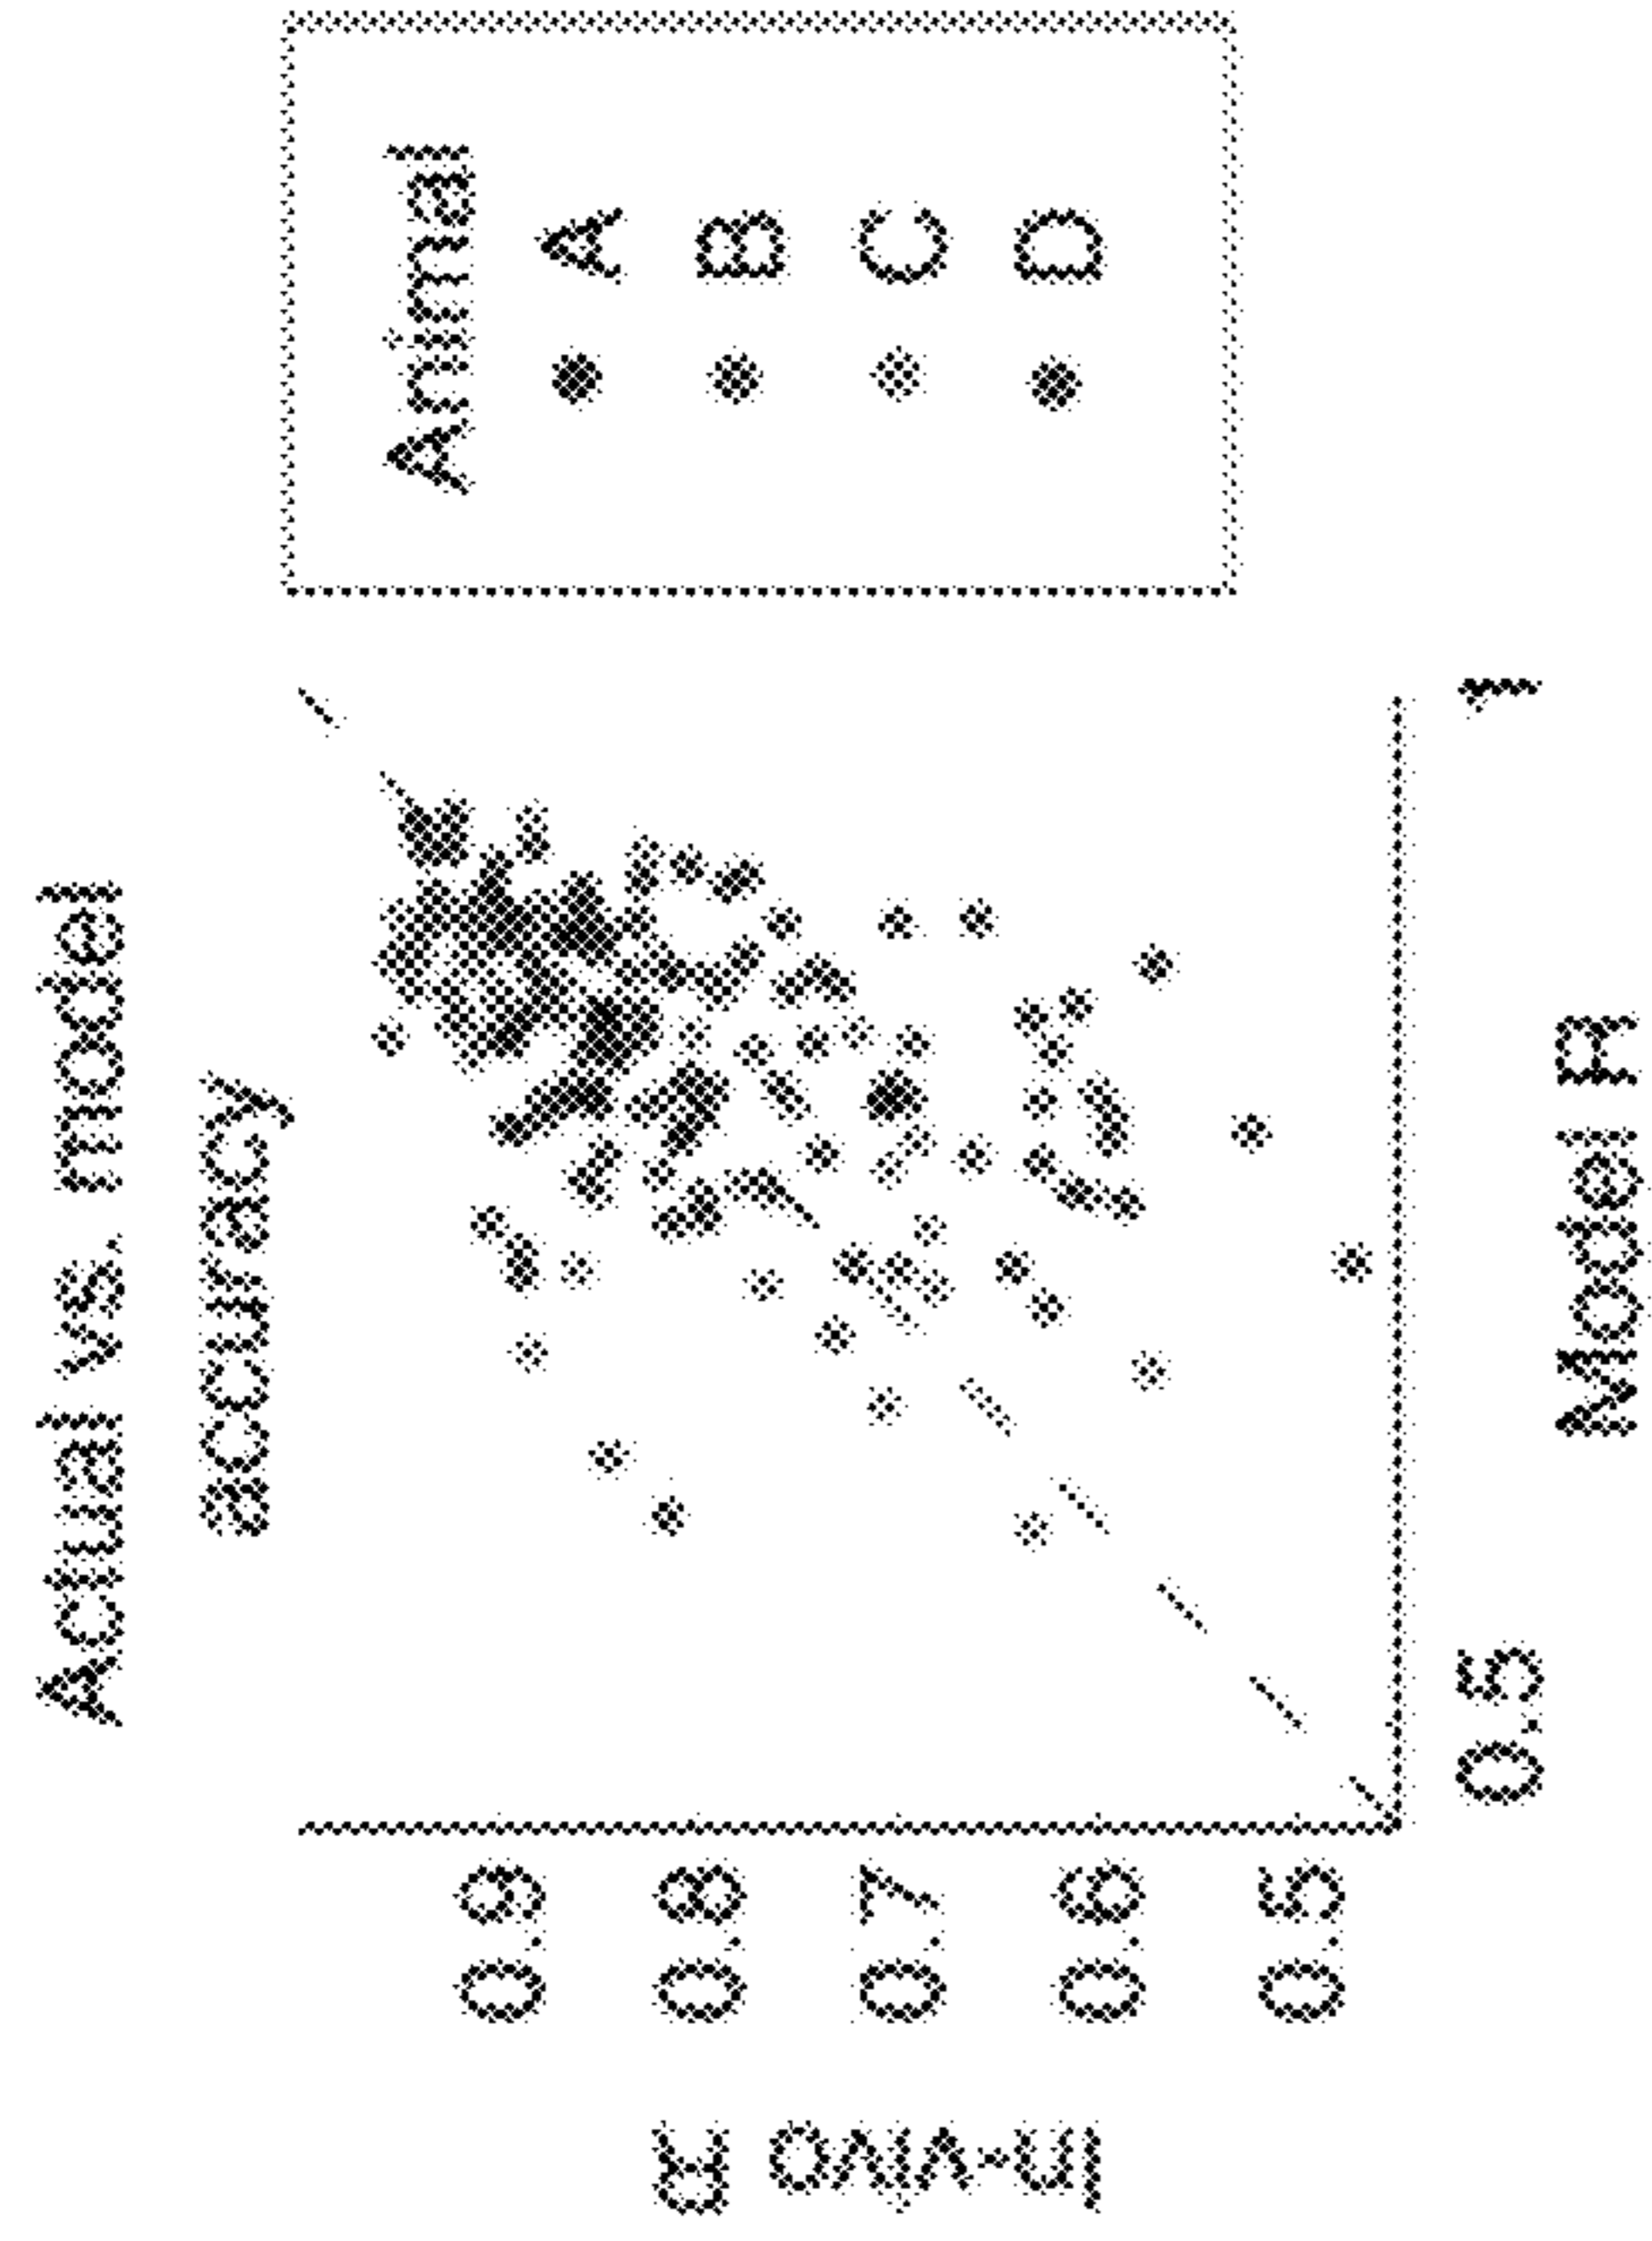 Actual vs. model
accuracy
In-vivo R
0.9
0.8
0.7
0.6
0.5
0.5
1
Model R
Animal
A
B
C
D